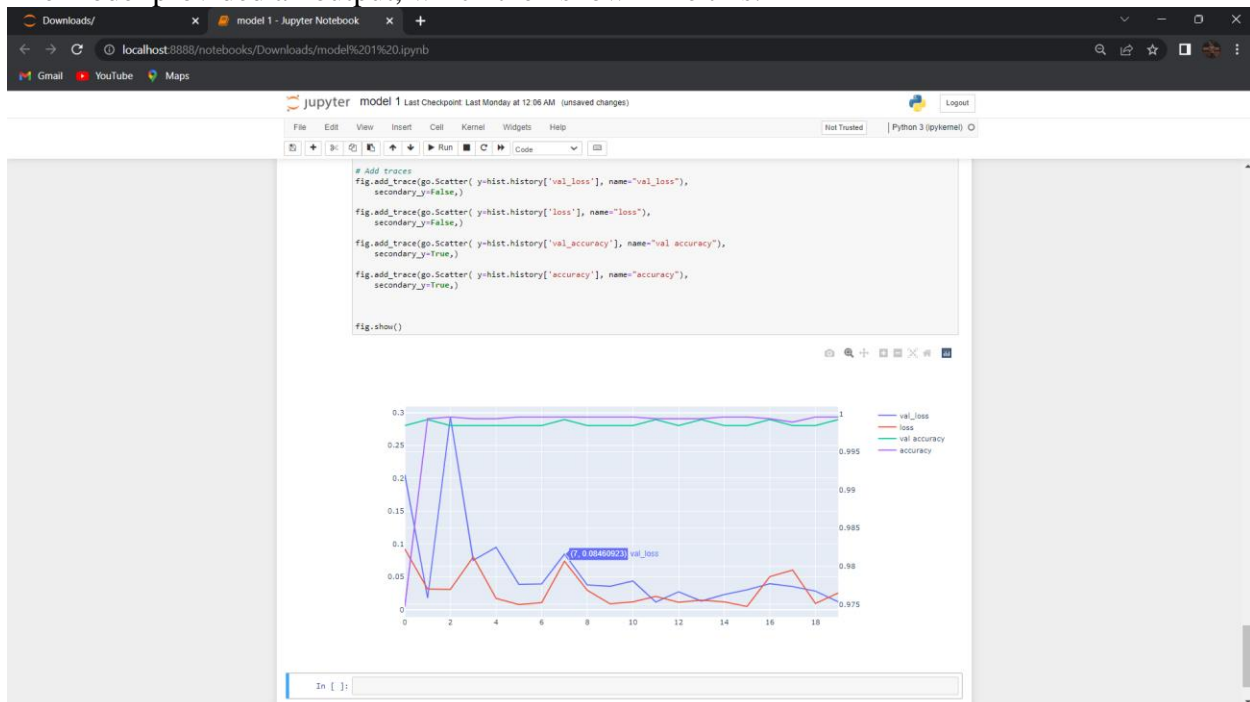 Downloads/
model 1 - Jupyter Notebook
localhost:8888/notebooks/Downloads/model%201%20.ipynb
Gmail YouTube Maps
jupyter model 1 Last Checkpoint: Last Monday at 12:06 AM (unsaved changes)
Logout
File Edit View Insert Cell Kernel Widgets Help
Not Trusted Python 3 (ipykernel)
Run Code
# Add traces
fig.add_trace(go.Scatter( y=hist.history['val_loss'], name="val_loss"),
secondary_y=False,)
fig.add_trace(go.Scatter( y=hist.history['loss'], name="loss"),
secondary_y=False,)
fig.add_trace(go.Scatter( y=hist.history['val_accuracy'], name="val accuracy"),
secondary_y=True,)
fig.add_trace(go.Scatter( y=hist.history['accuracy'], name="accuracy"),
secondary_y=True,)
fig.show()
0.3
0.25
0.2
0.15
0.1
0.05
0
1
0.995
0.99
0.985
0.98
0.975
val_loss
loss
val accuracy
accuracy
(7, 0.08460923) val_loss
0 2 4 6 8 10 12 14 16 18
In [ ]: